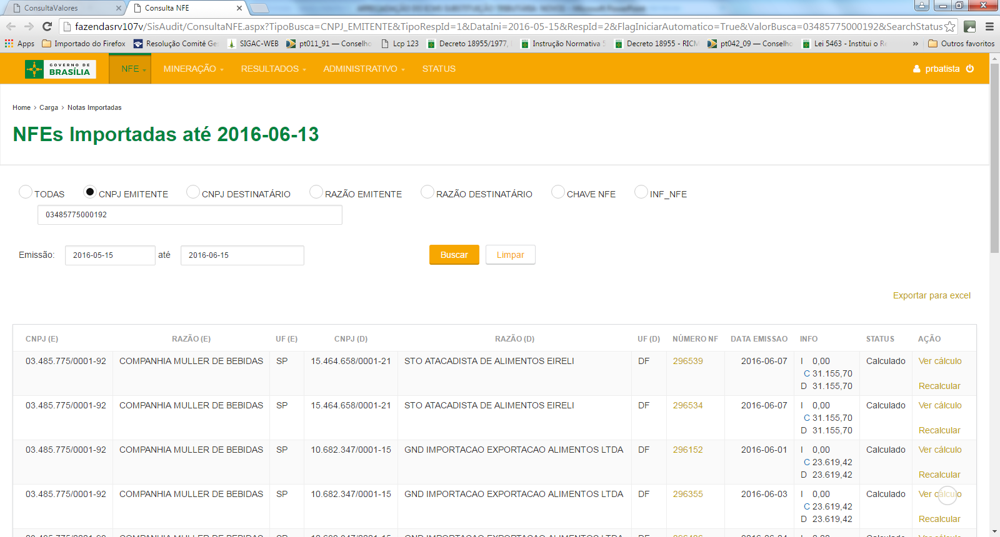 ConsultaValores
Consulta NFE
fazendasrv107v/SisAudit/ConsultaNFE.aspx?TipoBusca=CNPJ_EMITENTE&TipoRespId=1&DataIni=2016-05-15&RespId=2&FlagIniciarAutomatico=True&ValorBusca=03485775000192&SearchStatus
Apps Importado do Firefox Resolução Comitê Ge SIGAC-WEB pt011_91 — Conselho Lcp 123 Decreto 18955/1977, Instrução Normativa 5 Decreto 18955 - RICM pt042_09 — Conselho Lei 5463 - Institui o Re » Outros favoritos
GOVERNO DE
BRASÍLIA
NFE MINERAÇÃO RESULTADOS ADMINISTRATIVO STATUS prbatista
Home > Carga > Notas Importadas
NFEs Importadas até 2016-06-13
TODAS CNPJ EMITENTE CNPJ DESTINATÁRIO RAZÃO EMITENTE RAZÃO DESTINATÁRIO CHAVE NFE INF_NFE
03485775000192
Emissão: 2016-05-15 até 2016-06-15 Buscar Limpar
Exportar para excel
CNPJ (E) RAZÃO (E) UF (E) CNPJ (D) RAZÃO (D) UF (D) NÚMERO NF DATA EMISSAO INFO STATUS AÇÃO
03.485.775/0001-92 COMPANHIA MULLER DE BEBIDAS SP 15.464.658/0001-21 STO ATACADISTA DE ALIMENTOS EIRELI DF 296539 2016-06-07 I 0,00 Calculado Ver cálculo
C 31.155,70
D 31.155,70 Recalcular
03.485.775/0001-92 COMPANHIA MULLER DE BEBIDAS SP 15.464.658/0001-21 STO ATACADISTA DE ALIMENTOS EIRELI DF 296534 2016-06-07 I 0,00 Calculado Ver cálculo
C 31.155,70
D 31.155,70 Recalcular
03.485.775/0001-92 COMPANHIA MULLER DE BEBIDAS SP 10.682.347/0001-15 GND IMPORTACAO EXPORTACAO ALIMENTOS LTDA DF 296152 2016-06-01 I 0,00 Calculado Ver cálculo
C 23.619,42
D 23.619,42 Recalcular
03.485.775/0001-92 COMPANHIA MULLER DE BEBIDAS SP 10.682.347/0001-15 GND IMPORTACAO EXPORTACAO ALIMENTOS LTDA DF 296355 2016-06-03 I 0,00 Calculado Ver cálculo
C 23.619,42
D 23.619,42 Recalcular